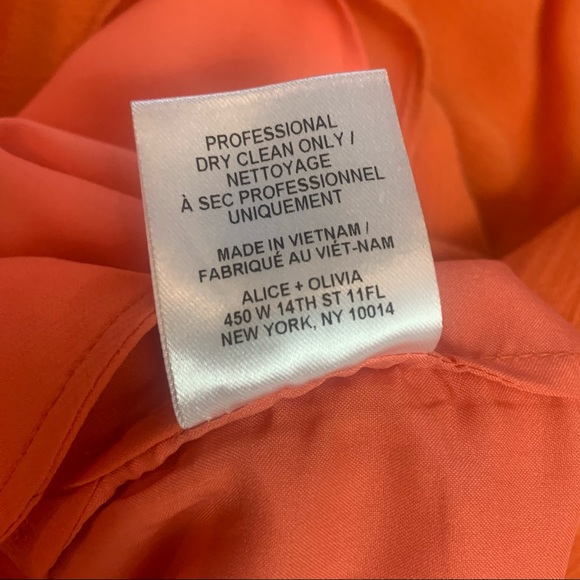 PROFESSIONAL
DRY CLEAN ONLY /
NETTOYAGE
À SEC PROFESSIONNEL
UNIQUEMENT
MADE IN VIETNAM /
FABRIQUÉ AU VIÊT-NAM
ALICE + OLIVIA
450 W 14TH ST 11FL
NEW YORK, NY 10014